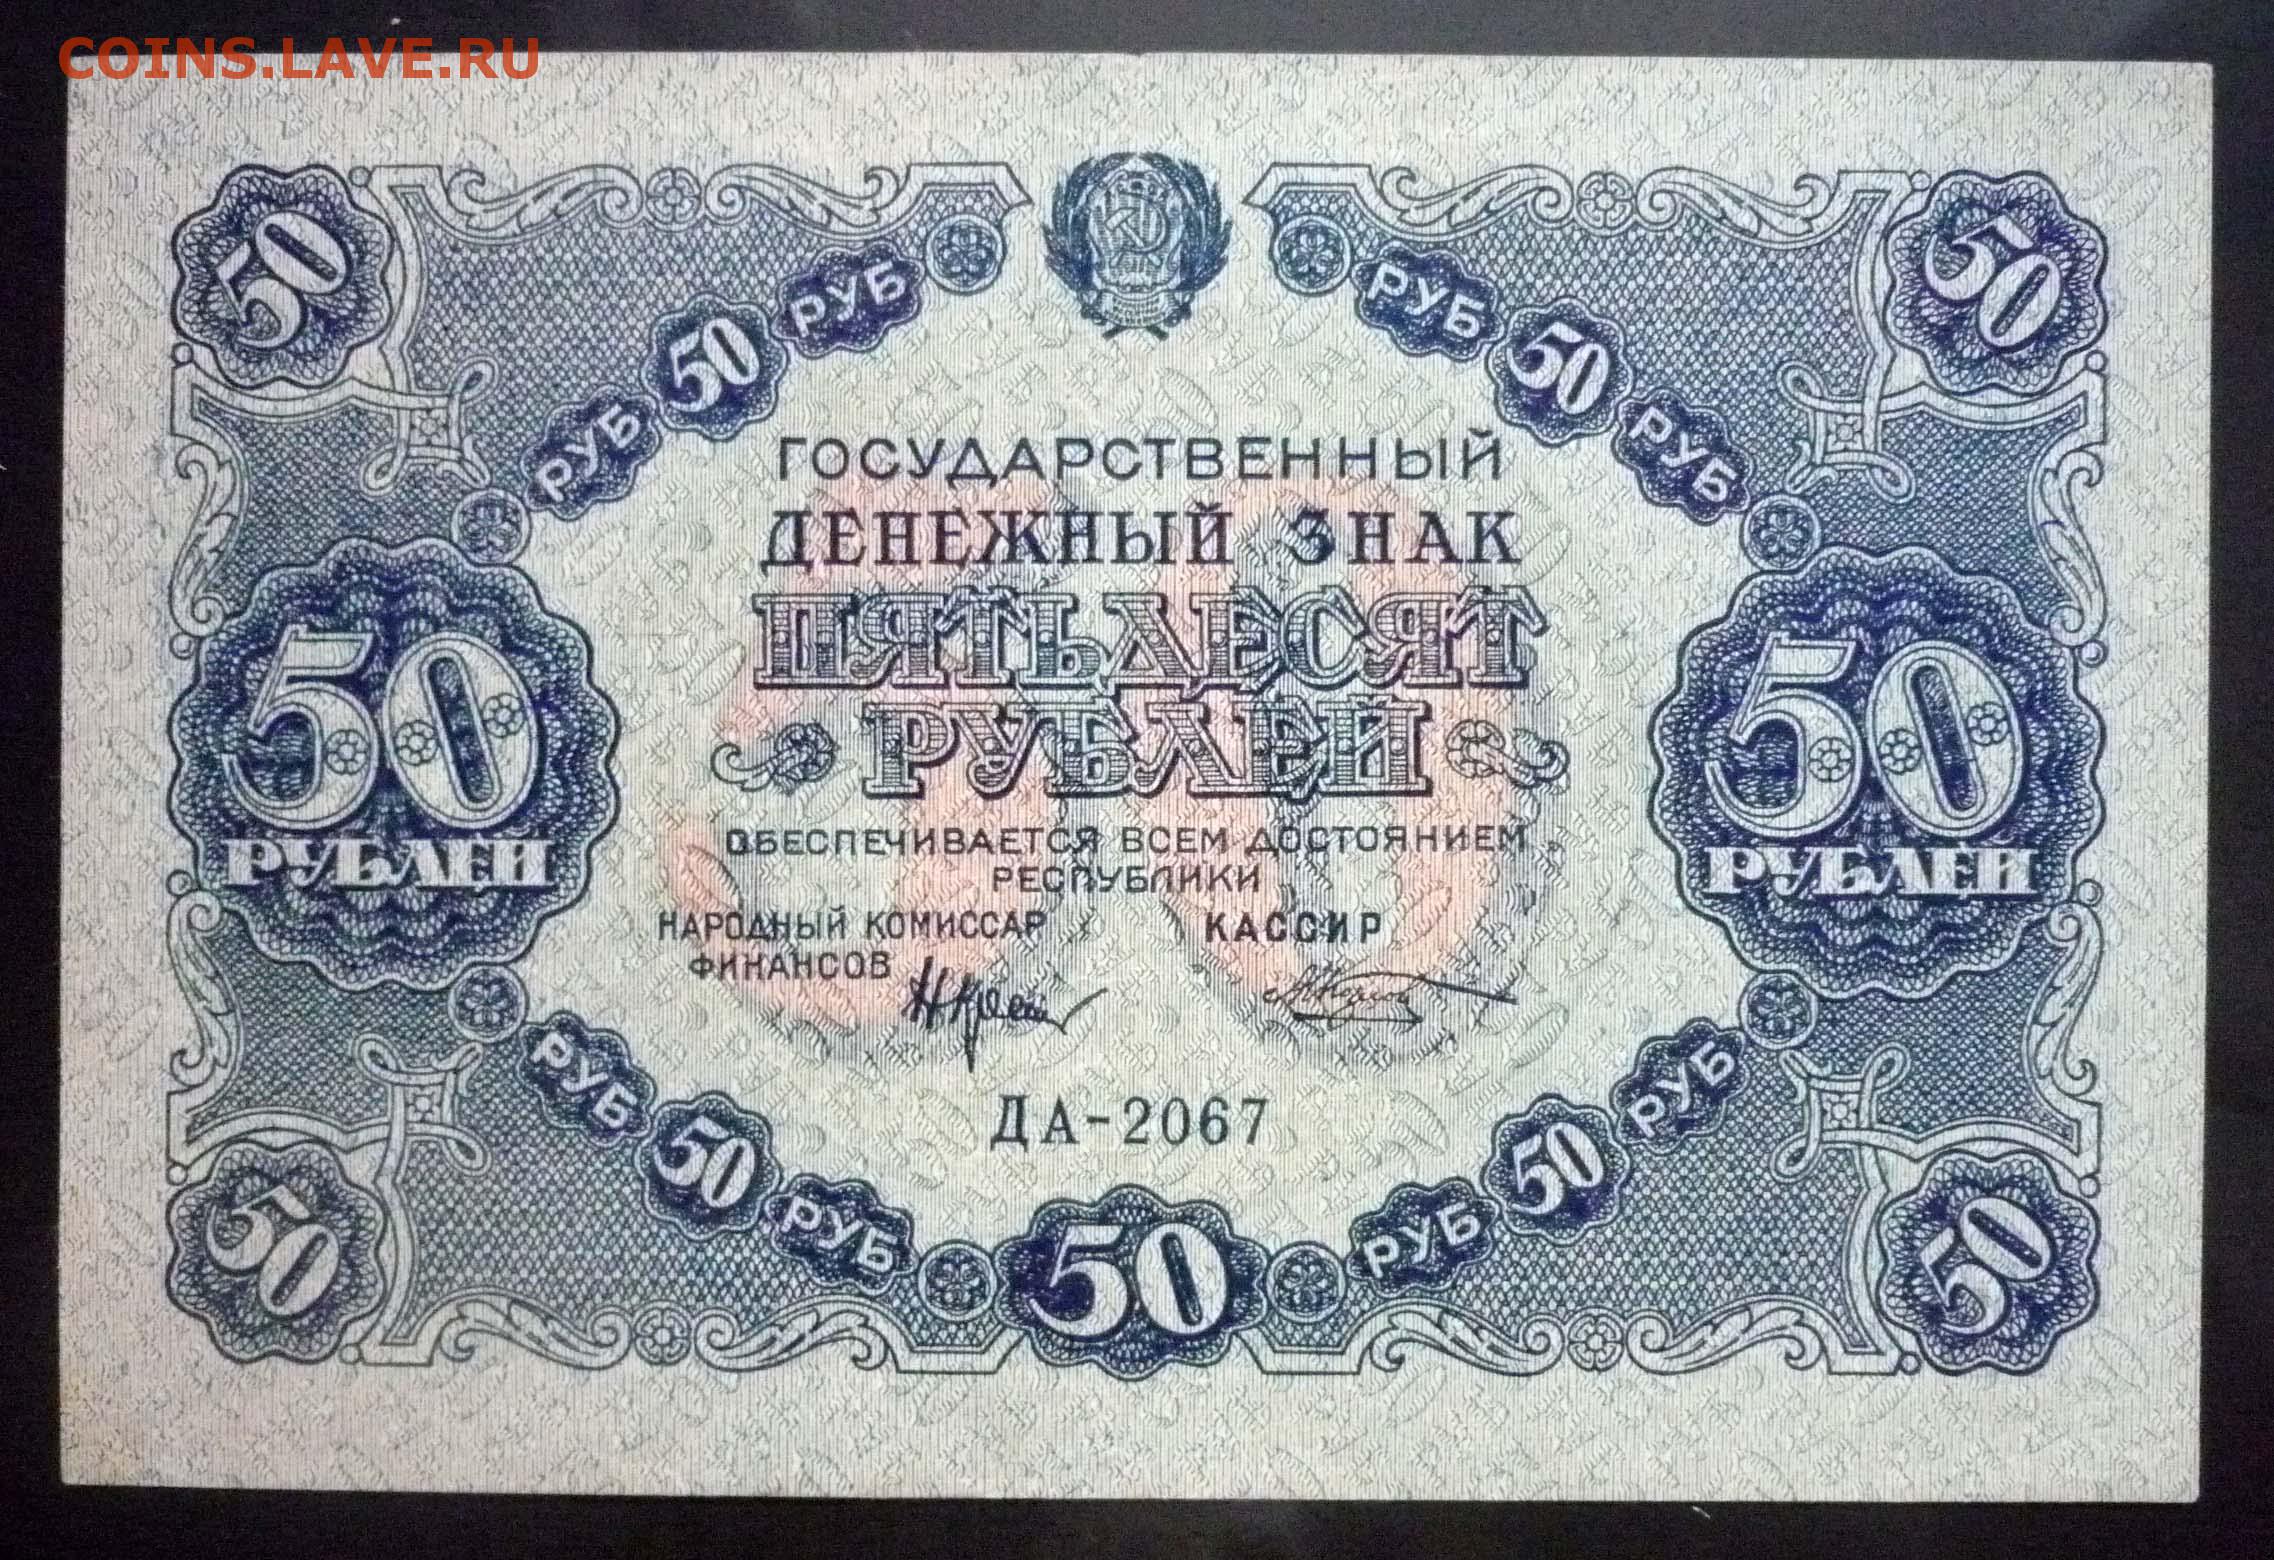 COINS.LAVE.RU
50
50
РУБ 50 РУБ
РУБ 50 РУБ
ГОСУДАРСТВЕННЫЙ
ДЕНЕЖНЫЙ ЗНАК
ПЯТЬДЕСЯТ
РУБЛЕЙ
50
РУБЛЕЙ
50
РУБЛЕЙ
ОБЕСПЕЧИВАЕТСЯ ВСЕМ ДОСТОЯНИЕМ
РЕСПУБЛИКИ
НАРОДНЫЙ КОМИССАР
ФИНАНСОВ
КАССИР
ДА-2067
РУБ 50 РУБ
50
РУБ 50 РУБ
50
50